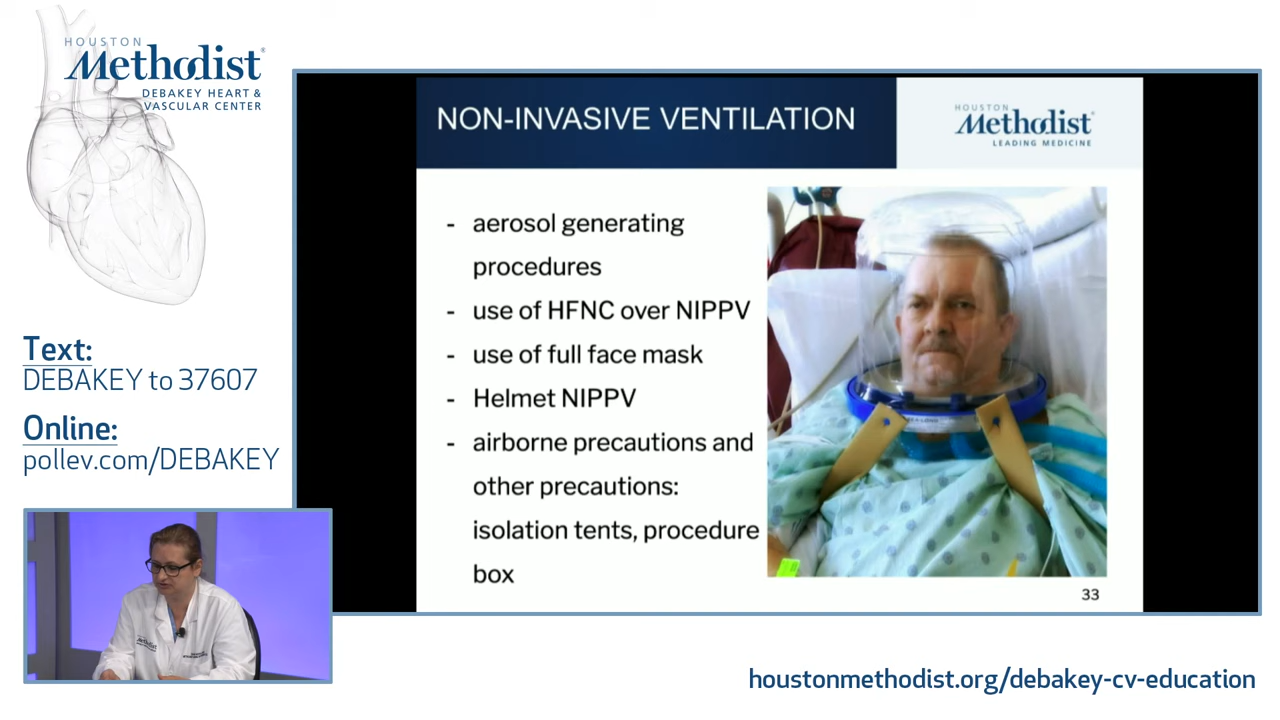 HOUSTON
Methodist
DEBAKEY HEART &
VASCULAR CENTER
Text:
DEBAKEY to 37607
Online:
pollev.com/DEBAKEY
NON-INVASIVE VENTILATION
HOUSTON
Methodist
LEADING MEDICINE
- aerosol generating
procedures
- use of HFNC over NIPPV
- use of full face mask
- Helmet NIPPV
- airborne precautions and
other precautions:
isolation tents, procedure
box
33
Methodist
houstonmethodist.org/debakey-cv-education